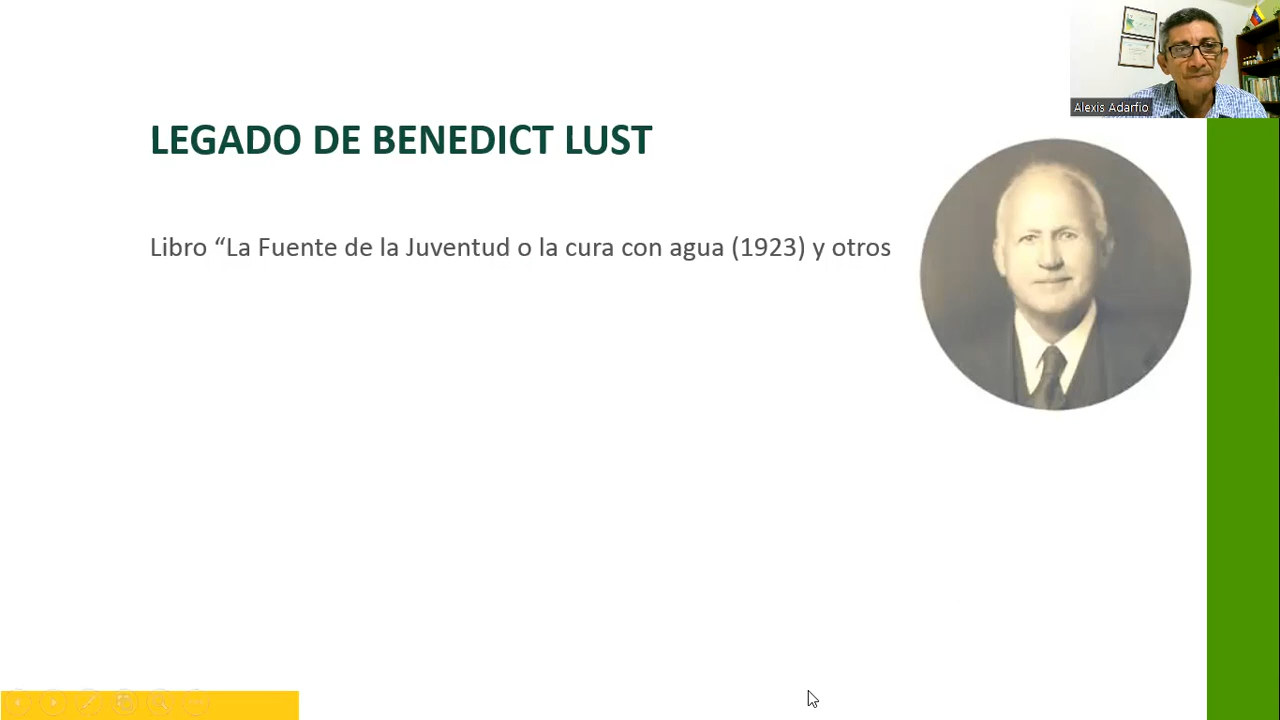 Alexis Adarfio
LEGADO DE BENEDICT LUST
Libro “La Fuente de la Juventud o la cura con agua (1923) y otros